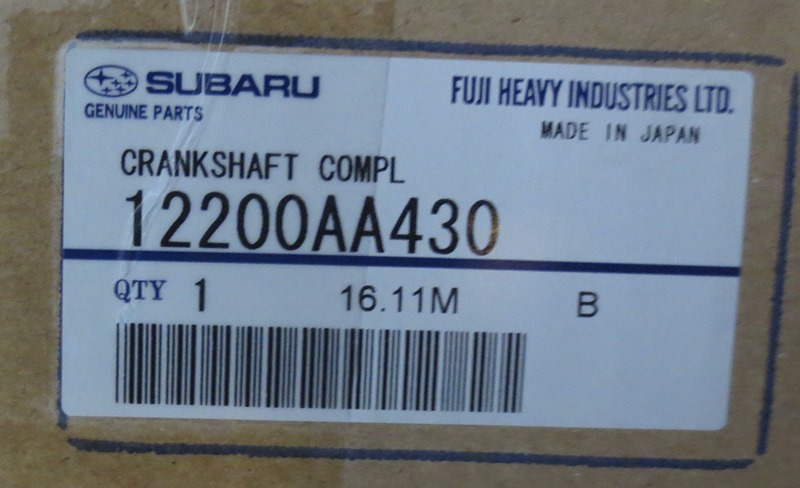 SUBARU
GENUINE PARTS
FUJI HEAVY INDUSTRIES LTD.
MADE IN JAPAN
CRANKSHAFT COMPL
12200AA430
QTY 1 16.11M B